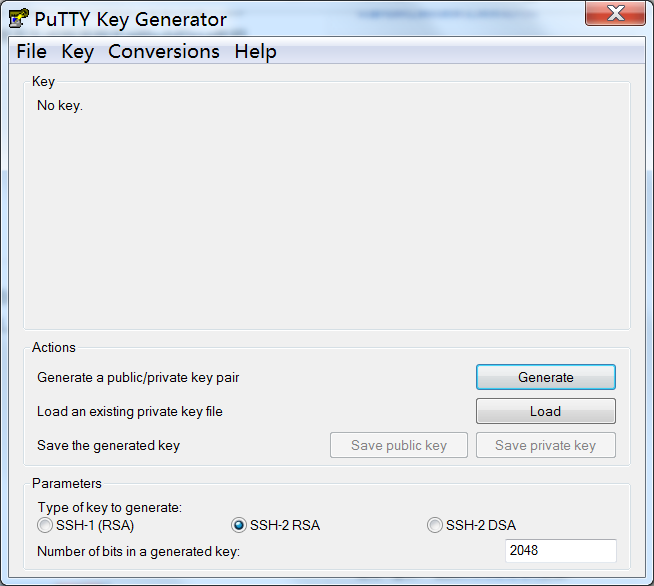 PuTTY Key Generator
File Key Conversions Help
Key
No key.
Actions
Generate a public/private key pair
Generate
Load an existing private key file
Load
Save the generated key
Save public key
Save private key
Parameters
Type of key to generate:
SSH-1 (RSA)
SSH-2 RSA
SSH-2 DSA
Number of bits in a generated key:
2048